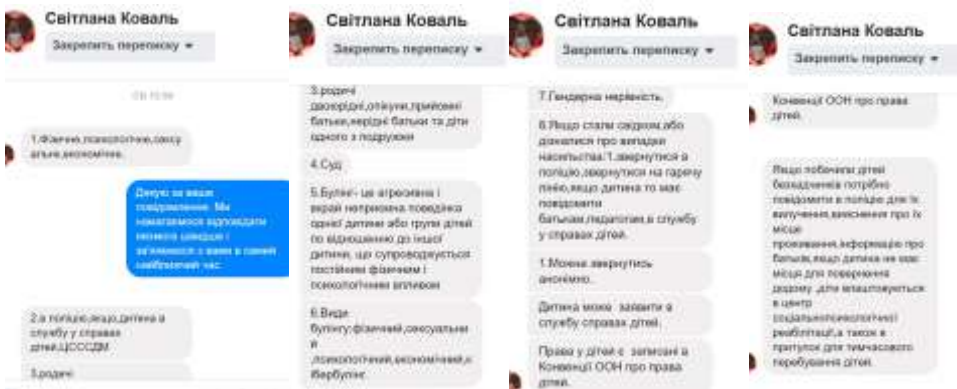 Світлана Коваль
Закрепить переписку
1.Фізичне,психологічне,сексу
альне,економічне.
Дякую за ваше
повідомлення. Ми
намагаємося відповідати
якомога швидше і
зв'яжемося з вами в самий
найближчий час.
2.в поліцію,якщо дитина в
службу у справах
дітей,ЦСССДМ
3.родичі
Світлана Коваль
Закрепить переписку
3.родичі
двоюрідні,опікуни,прийомні
батьки,нерідні батьки та діти
одного з подружжя
4.Суд
5.Булінг- це агресивна і
вкрай неприємна поведінка
однієї дитини або групи дітей
по відношенню до іншої
дитини, що супроводжується
постійним фізичним і
психологічним впливом
6.Види
булінгу:фізичний,сексуальни
й
,психологічний,економічний,к
ібербулінг.
Світлана Коваль
Закрепить переписку
7.Гендерна нерівність.
8.Якщо стали свідком,або
дізналися про випадки
насильства:1.звернутися в
поліцію,звернутися на гарячу
лінію,якщо дитина то має
повідомити
батькам,педагогам,в службу
у справах дітей.
1.Можна звернутись
анонімно.
Дитина може заявити в
службу справах дітей.
Права у дітей є записані в
Конвенції ООН про права
дітей.
Світлана Коваль
Закрепить переписку
Конвенції ООН про права
дітей.
Якщо побачили дітей
безхатченків потрібно
повідомити в поліцію для їх
вилучення,вияснення про їх
місце
проживання,інформацію про
батьків,якщо дитина не має
місця для повернення
додому ,діти влаштовуються
в центр
соціальнопсихологічної
реабілітації,а також в
притулок для тимчасового
перебування дітей.